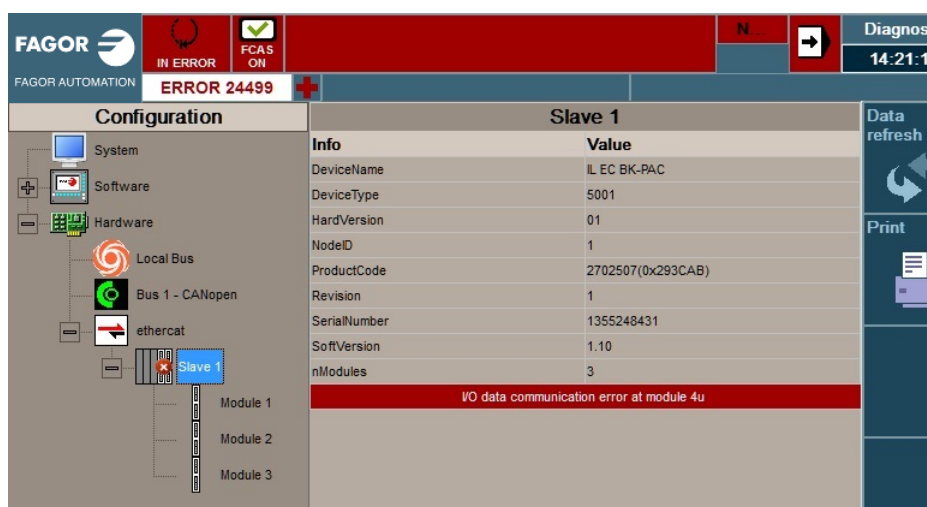 FAGOR
IN ERROR
FCAS
ON
N...
Diagnos
14:21:1
FAGOR AUTOMATION
ERROR 24499
Configuration
Slave 1
Data
refresh
Info Value
System
DeviceName IL EC BK-PAC
Software
DeviceType 5001
HardVersion 01
Hardware
Print
NodeID 1
Local Bus
ProductCode 2702507(0x293CAB)
Bus 1 - CANopen
Revision 1
SerialNumber 1355248431
ethercat
SoftVersion 1.10
Slave 1
nModules 3
I/O data communication error at module 4u
Module 1
Module 2
Module 3